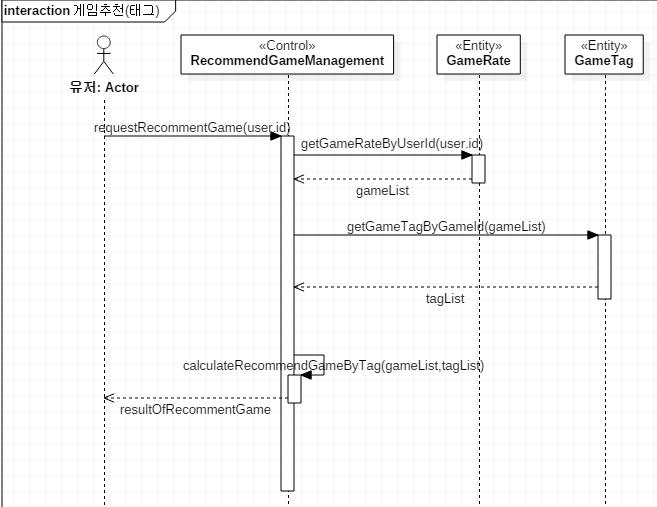 interaction 게임추천(태그)
유저: Actor
«Control»
RecommendGameManagement
«Entity»
GameRate
«Entity»
GameTag
requestRecommentGame(user.id)
getGameRateByUserId(user.id)
gameList
getGameTagByGameId(gameList)
tagList
calculateRecommendGameByTag(gameList,tagList)
resultOfRecommentGame